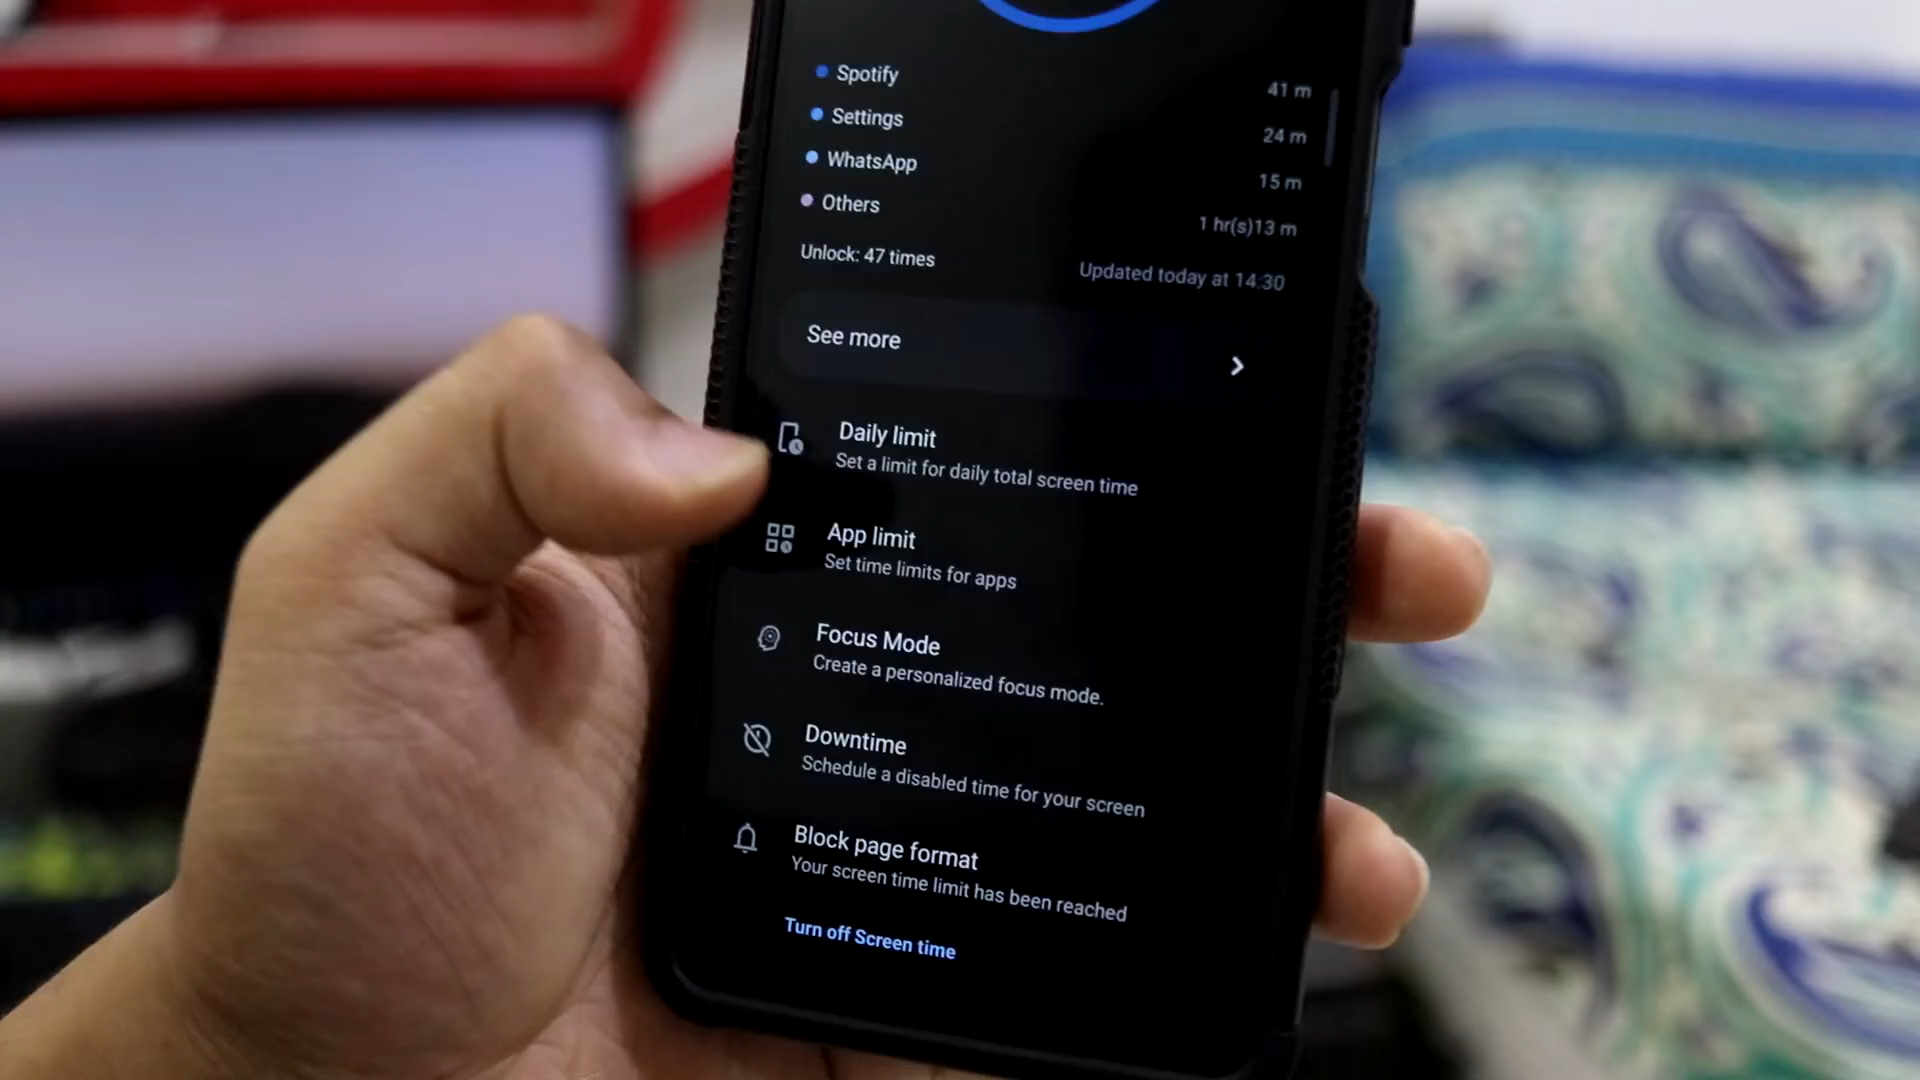 Spotify 41 m
Settings 24 m
WhatsApp 15 m
Others 1 hr(s)13 m
Unlock: 47 times Updated today at 14:30
See more
Daily limit
Set a limit for daily total screen time
App limit
Set time limits for apps
Focus Mode
Create a personalized focus mode.
Downtime
Schedule a disabled time for your screen
Block page format
Your screen time limit has been reached
Turn off Screen time